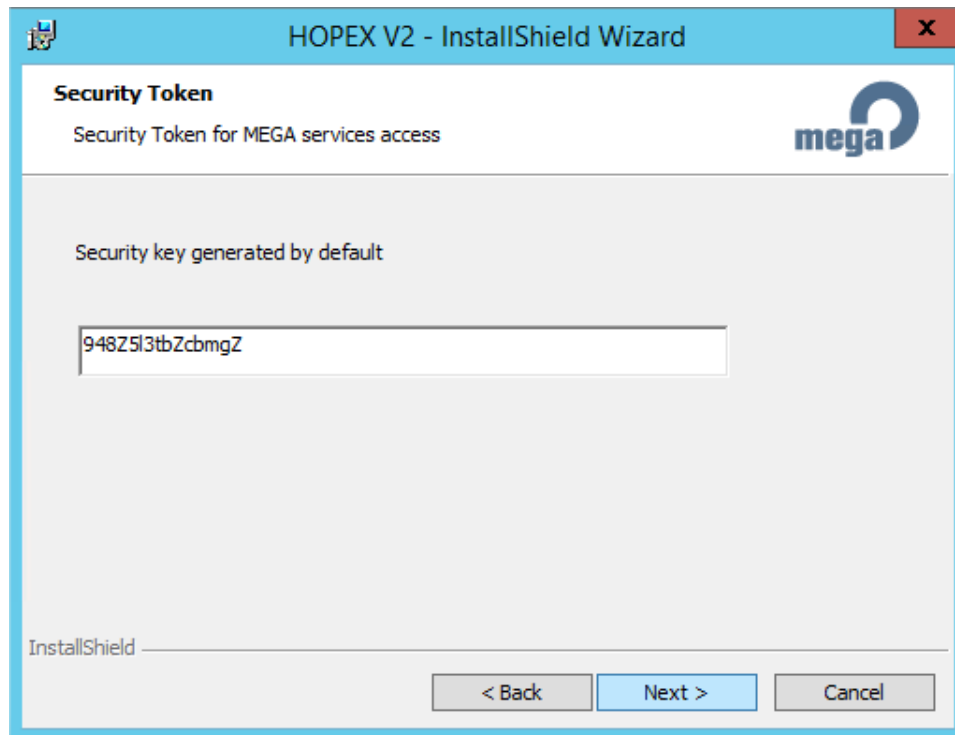 HOPEX V2 - InstallShield Wizard
x
Security Token
Security Token for MEGA services access
mega
Security key generated by default
948Z5l3tbZcbmgZ
InstallShield
< Back
Next >
Cancel